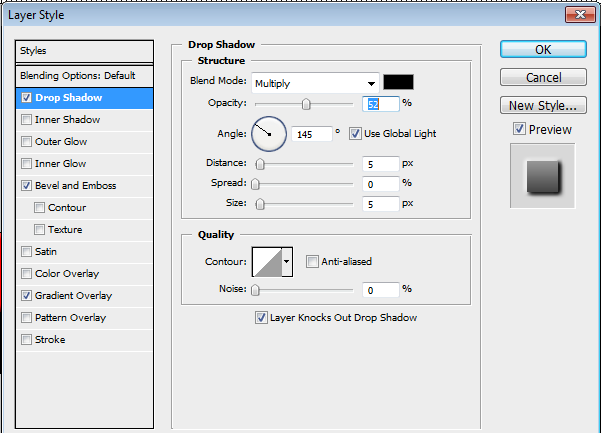 Layer Style
Styles
Blending Options: Default
Drop Shadow
Inner Shadow
Outer Glow
Inner Glow
Bevel and Emboss
Contour
Texture
Satin
Color Overlay
Gradient Overlay
Pattern Overlay
Stroke
Drop Shadow
Structure
Blend Mode: Multiply
Opacity: 52 %
Angle: 145 ° Use Global Light
Distance: 5 px
Spread: 0 %
Size: 5 px
Quality
Contour: Anti-aliased
Noise: 0 %
Layer Knocks Out Drop Shadow
OK
Cancel
New Style...
Preview